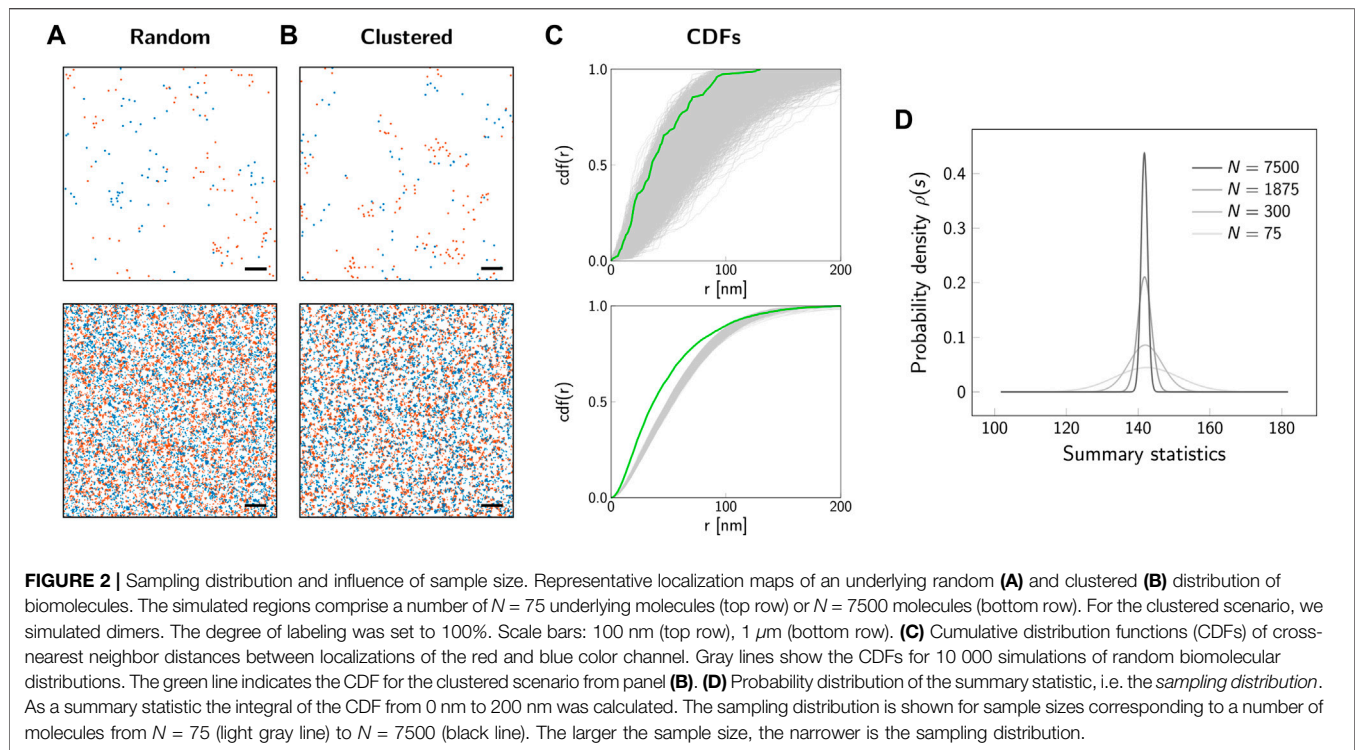 A Random B Clustered C CDFs
1.0
0.5
0.0
cdf(r)
0 100 200
r [nm]
1.0
0.5
0.0
cdf(r)
0 100 200
r [nm]
D
Probability density ρ(s)
0.4
0.3
0.2
0.1
0
N = 7500
N = 1875
N = 300
N = 75
100 120 140 160 180
Summary statistics
FIGURE 2 | Sampling distribution and influence of sample size. Representative localization maps of an underlying random (A) and clustered (B) distribution of
biomolecules. The simulated regions comprise a number of N = 75 underlying molecules (top row) or N = 7500 molecules (bottom row). For the clustered scenario, we
simulated dimers. The degree of labeling was set to 100%. Scale bars: 100 nm (top row), 1 µm (bottom row). (C) Cumulative distribution functions (CDFs) of cross-
nearest neighbor distances between localizations of the red and blue color channel. Gray lines show the CDFs for 10 000 simulations of random biomolecular
distributions. The green line indicates the CDF for the clustered scenario from panel (B). (D) Probability distribution of the summary statistic, i.e. the sampling distribution.
As a summary statistic the integral of the CDF from 0 nm to 200 nm was calculated. The sampling distribution is shown for sample sizes corresponding to a number of
molecules from N = 75 (light gray line) to N = 7500 (black line). The larger the sample size, the narrower is the sampling distribution.